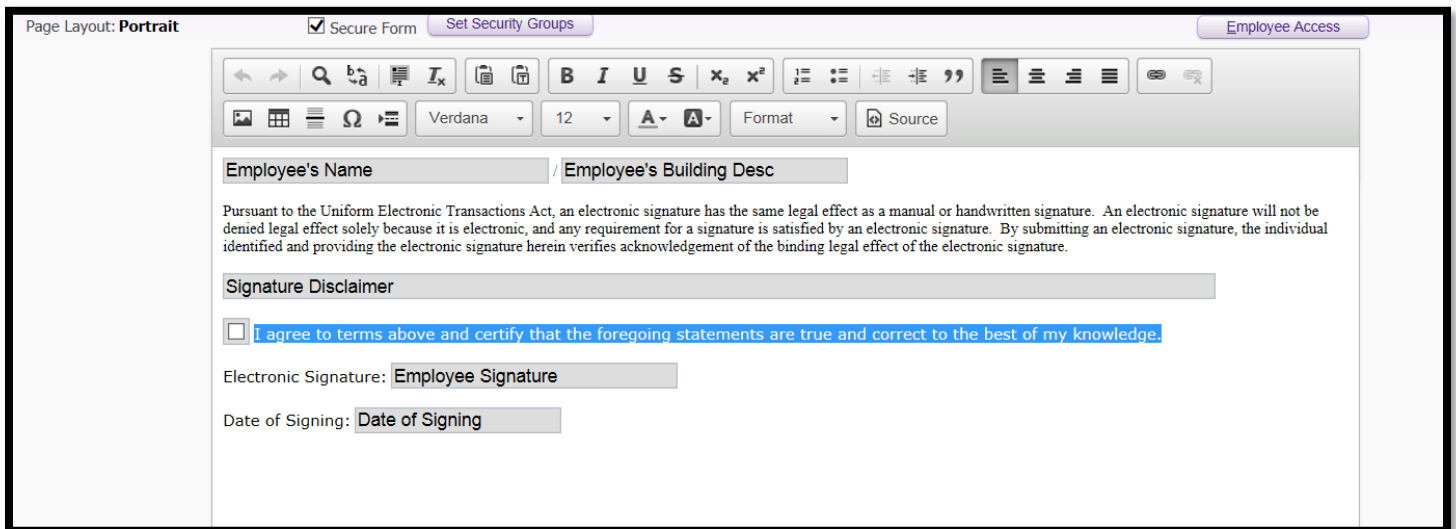 Page Layout: Portrait Secure Form Set Security Groups Employee Access
B I U S x₂ x²
Verdana 12 A A Format Source
Employee's Name / Employee's Building Desc
Pursuant to the Uniform Electronic Transactions Act, an electronic signature has the same legal effect as a manual or handwritten signature. An electronic signature will not be
denied legal effect solely because it is electronic, and any requirement for a signature is satisfied by an electronic signature. By submitting an electronic signature, the individual
identified and providing the electronic signature herein verifies acknowledgement of the binding legal effect of the electronic signature.
Signature Disclaimer
I agree to terms above and certify that the foregoing statements are true and correct to the best of my knowledge.
Electronic Signature: Employee Signature
Date of Signing: Date of Signing